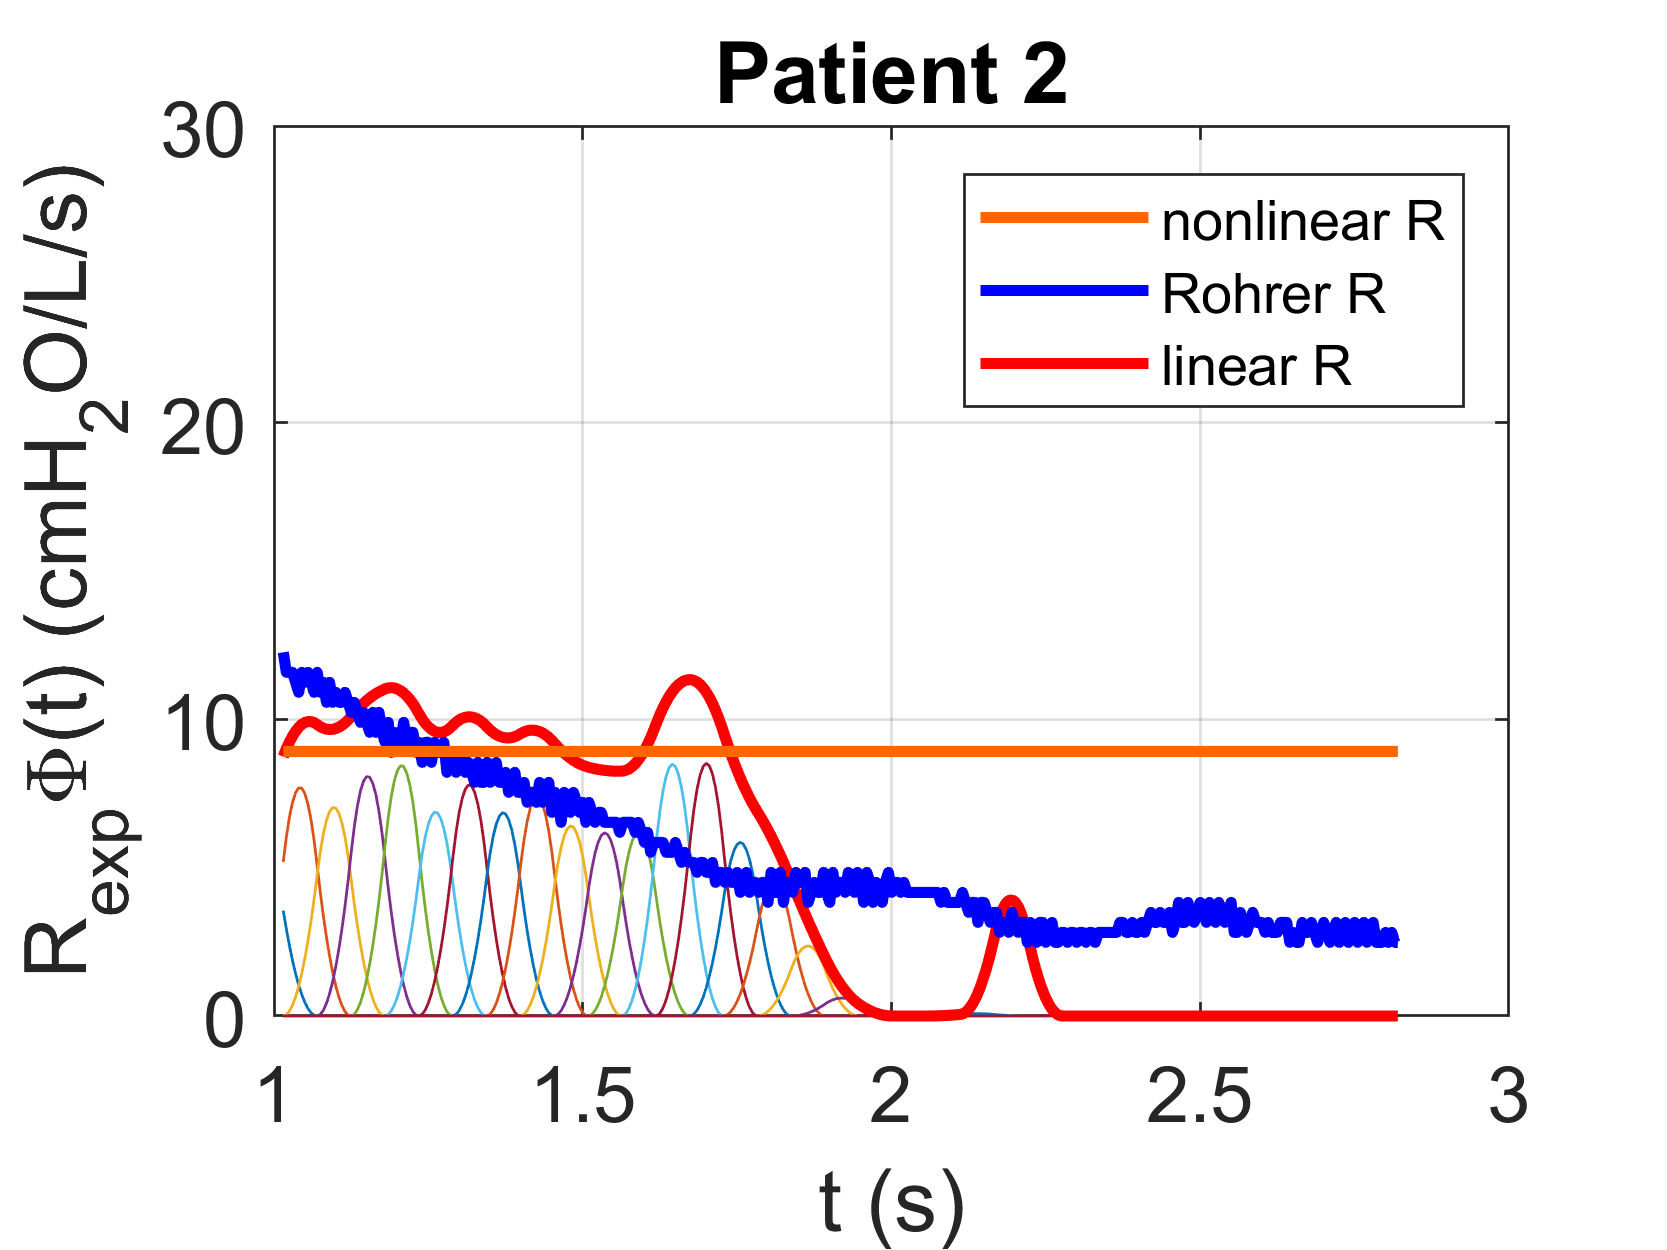 Patient 2
R_exp Φ(t) (cmH_2O/L/s)
30
20
10
0
nonlinear R
Rohrer R
linear R
1 1.5 2 2.5 3
t (s)